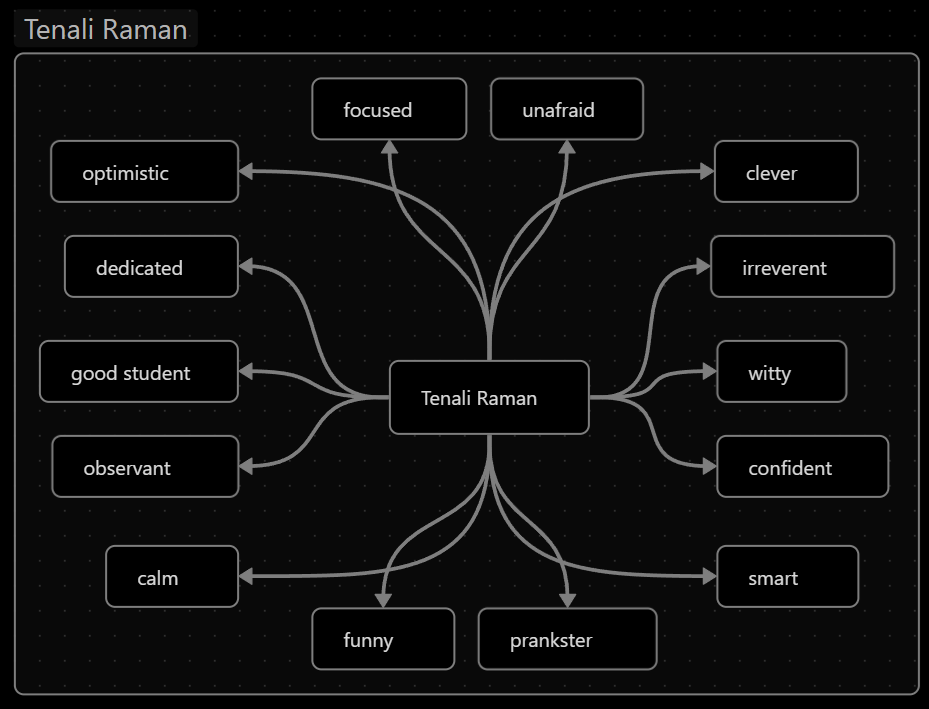 Tenali Raman
focused
unafraid
optimistic
clever
dedicated
irreverent
good student
witty
Tenali Raman
observant
confident
calm
smart
funny
prankster